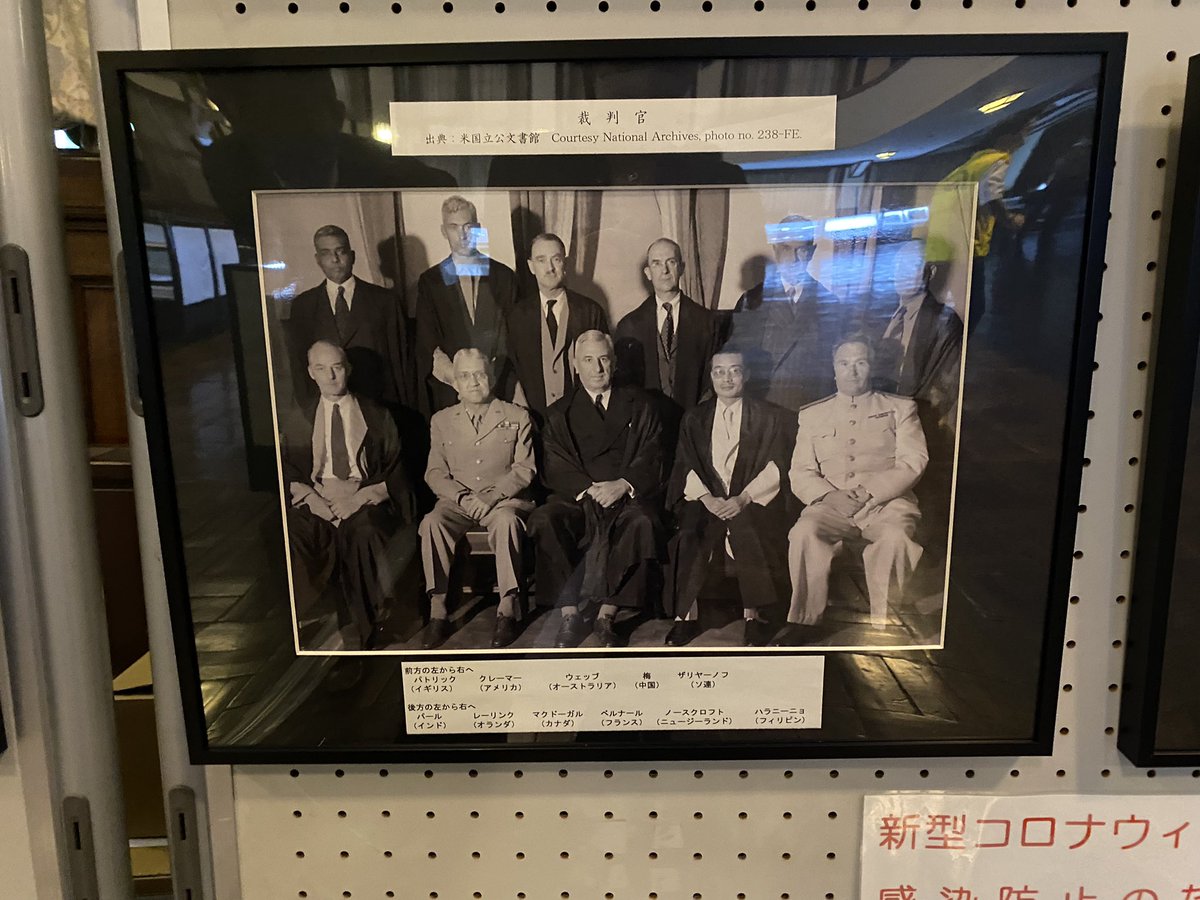 裁判官
出典：米国立公文書館　Courtesy National Archives, photo no. 238-FE.
前方の左から右へ
パトリック　クレーマー　ウェッブ　梅　ザリヤーノフ
（イギリス）　（アメリカ）　（オーストラリア）　（中国）　（ソ連）
後方の左から右へ
パール　レーリンク　マクドーガル　ベルナール　ノースクロフト　ハラニーニョ
（インド）　（オランダ）　（カナダ）　（フランス）　（ニュージーランド）　（フィリピン）
新型コロナウィ
感染防止の